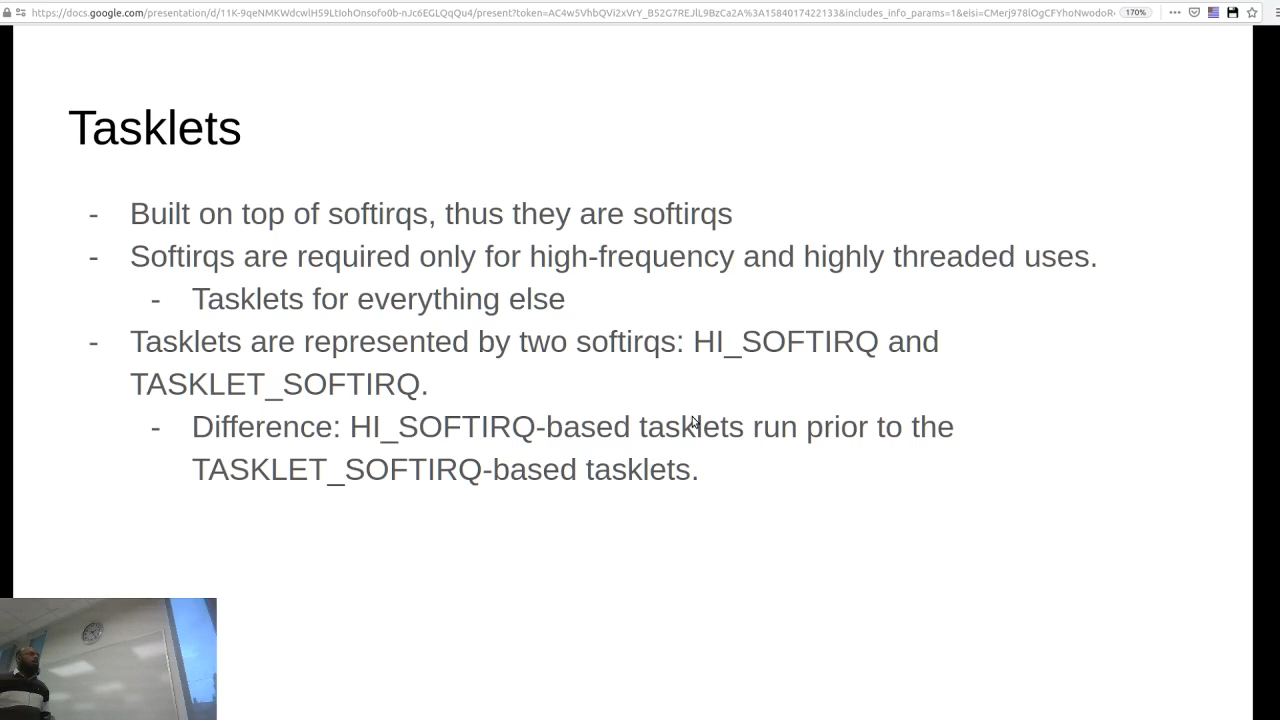 https://docs.google.com/presentation/d/11K-9qeNMKWdcwlH59LtIohOnsofo0b-nJc6EGLQqQu4/present?token=AC4w5VhbQVi2xVrY_B52G7REJlL9BzCa2A%3A1584017422133&includes_info_params=1&eisi=CMerj978lOgCFYhoNwodoR 170%
Tasklets
- Built on top of softirqs, thus they are softirqs
- Softirqs are required only for high-frequency and highly threaded uses.
- Tasklets for everything else
- Tasklets are represented by two softirqs: HI_SOFTIRQ and
TASKLET_SOFTIRQ.
- Difference: HI_SOFTIRQ-based tasklets run prior to the
TASKLET_SOFTIRQ-based tasklets.